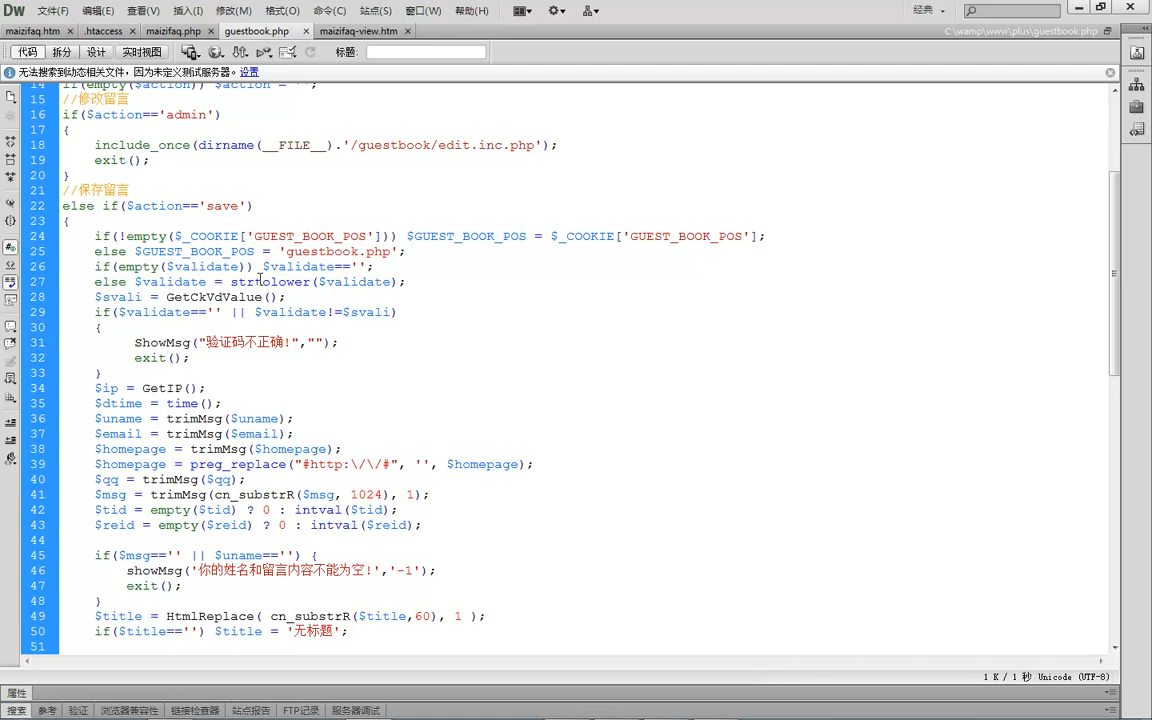 Dw 文件(F) 编辑(E) 查看(V) 插入(I) 修改(M) 格式(O) 命令(C) 站点(S) 窗口(W) 帮助(H) 经典
maizifaq.htm × .htaccess × maizifaq.php × guestbook.php × maizifaq-view.htm × C:\wamp\www\plus\guestbook.php
代码 拆分 设计 实时视图 标题:
无法搜索到动态相关文件，因为未定义测试服务器。 设置
14 if(empty($action)) $action = '';
15 //修改留言
16 if($action=='admin')
17 {
18 include_once(dirname(__FILE__).'/guestbook/edit.inc.php');
19 exit();
20 }
21 //保存留言
22 else if($action=='save')
23 {
24 if(!empty($_COOKIE['GUEST_BOOK_POS'])) $GUEST_BOOK_POS = $_COOKIE['GUEST_BOOK_POS'];
25 else $GUEST_BOOK_POS = 'guestbook.php';
26 if(empty($validate)) $validate=='';
27 else $validate = strtolower($validate);
28 $svali = GetCkVdValue();
29 if($validate=='' || $validate!=$svali)
30 {
31 ShowMsg("验证码不正确!","");
32 exit();
33 }
34 $ip = GetIP();
35 $dtime = time();
36 $uname = trimMsg($uname);
37 $email = trimMsg($email);
38 $homepage = trimMsg($homepage);
39 $homepage = preg_replace("#http:\/\/#", '', $homepage);
40 $qq = trimMsg($qq);
41 $msg = trimMsg(cn_substrR($msg, 1024), 1);
42 $tid = empty($tid) ? 0 : intval($tid);
43 $reid = empty($reid) ? 0 : intval($reid);
44
45 if($msg=='' || $uname=='') {
46 showMsg('你的姓名和留言内容不能为空!','-1');
47 exit();
48 }
49 $title = HtmlReplace( cn_substrR($title,60), 1 );
50 if($title=='') $title = '无标题';
51
1 K / 1 秒 Unicode (UTF-8)
属性
搜索 参考 验证 浏览器兼容性 链接检查器 站点报告 FTP记录 服务器调试